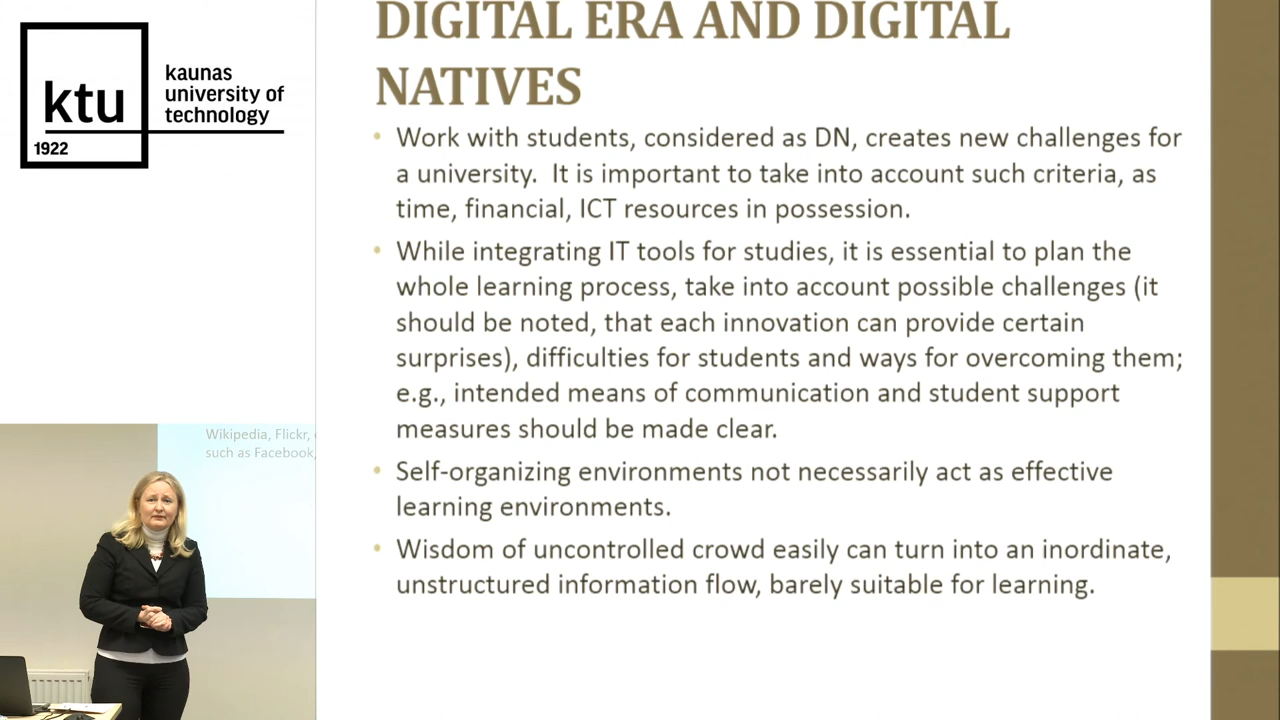 ktu
1922
kaunas
university of
technology
DIGITAL ERA AND DIGITAL
NATIVES
• Work with students, considered as DN, creates new challenges for
a university.  It is important to take into account such criteria, as
time, financial, ICT resources in possession.
• While integrating IT tools for studies, it is essential to plan the
whole learning process, take into account possible challenges (it
should be noted, that each innovation can provide certain
surprises), difficulties for students and ways for overcoming them;
e.g., intended means of communication and student support
measures should be made clear.
• Self-organizing environments not necessarily act as effective
learning environments.
• Wisdom of uncontrolled crowd easily can turn into an inordinate,
unstructured information flow, barely suitable for learning.
Wikipedia, Flickr,
such as Facebook,